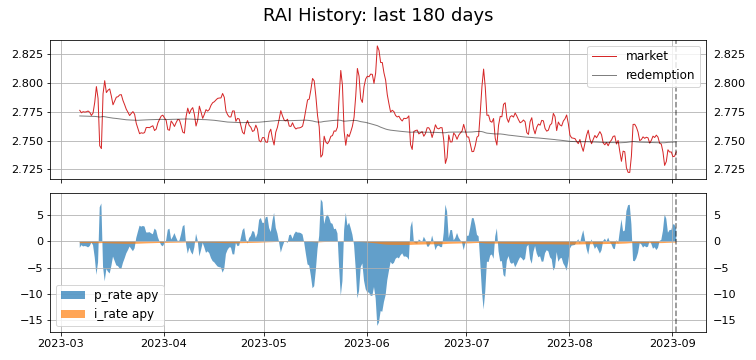 RAI History: last 180 days
2.825 2.825
2.800 2.800
2.775 2.775
2.750 2.750
2.725 2.725
market
redemption
5
0
−5
−10
−15
5
0
−5
−10
−15
p_rate apy
i_rate apy
2023-03 2023-04 2023-05 2023-06 2023-07 2023-08 2023-09